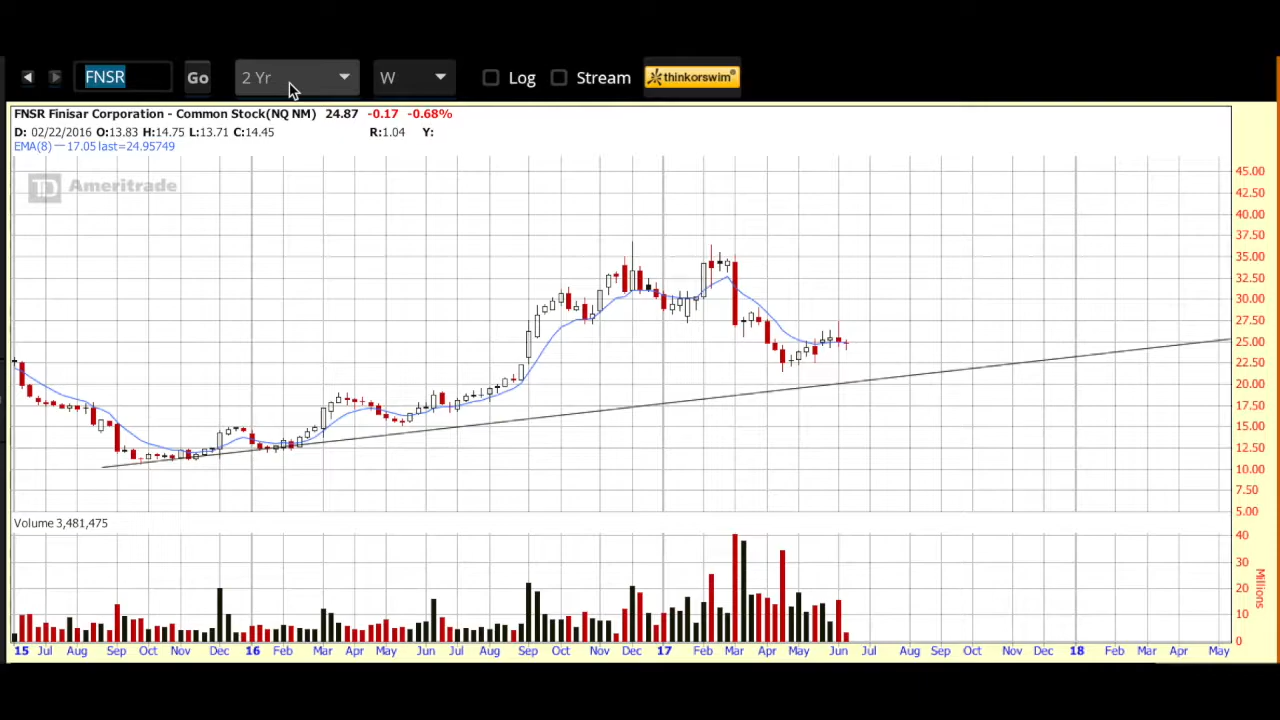 FNSR Go 2 Yr W Log Stream thinkorswim
FNSR Finisar Corporation - Common Stock(NQ NM) 24.87 -0.17 -0.68%
D: 02/22/2016 O:13.83 H:14.75 L:13.71 C:14.45 R:1.04 Y:
EMA(8) 17.05 last=24.95749
TD Ameritrade
45.00
42.50
40.00
37.50
35.00
32.50
30.00
27.50
25.00
22.50
20.00
17.50
15.00
12.50
10.00
7.50
5.00
Volume 3,481,475
40
30
20
10
0
Millions
15 Jul Aug Sep Oct Nov Dec 16 Feb Mar Apr May Jun Jul Aug Sep Oct Nov Dec 17 Feb Mar Apr May Jun Jul Aug Sep Oct Nov Dec 18 Feb Mar Apr May